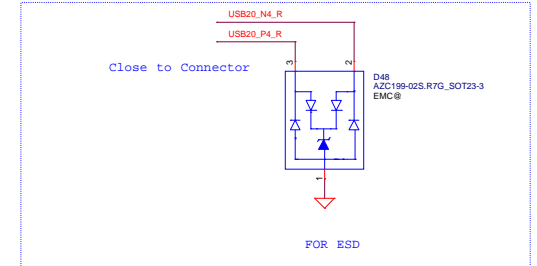 USB20_N4_R
USB20_P4_R
Close to Connector
3
2
D48
AZC199-02S.R7G_SOT23-3
EMC@
1
FOR ESD